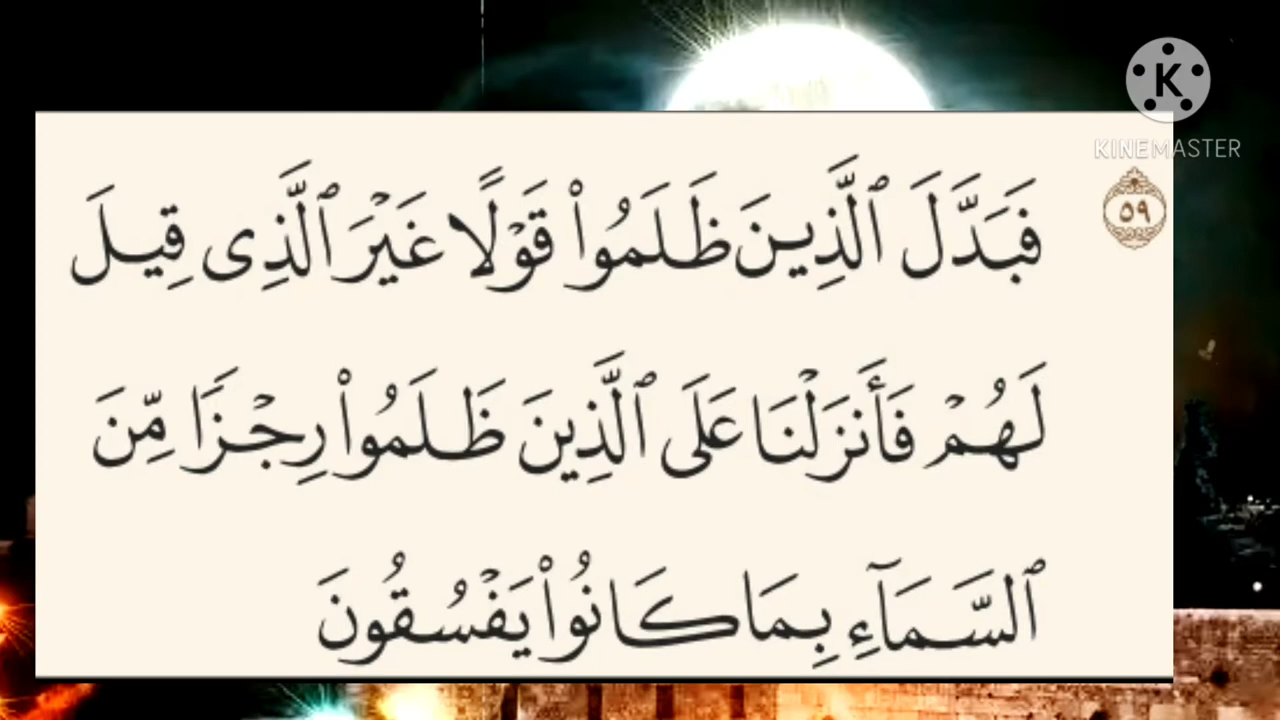 K
KINEMASTER
٥٩
فَبَدَّلَ ٱلَّذِينَ ظَلَمُوا۟ قَوْلًا غَيْرَ ٱلَّذِى قِيلَ
لَهُمْ فَأَنزَلْنَا عَلَى ٱلَّذِينَ ظَلَمُوا۟ رِجْزًا مِّنَ
ٱلسَّمَآءِ بِمَا كَانُوا۟ يَفْسُقُونَ